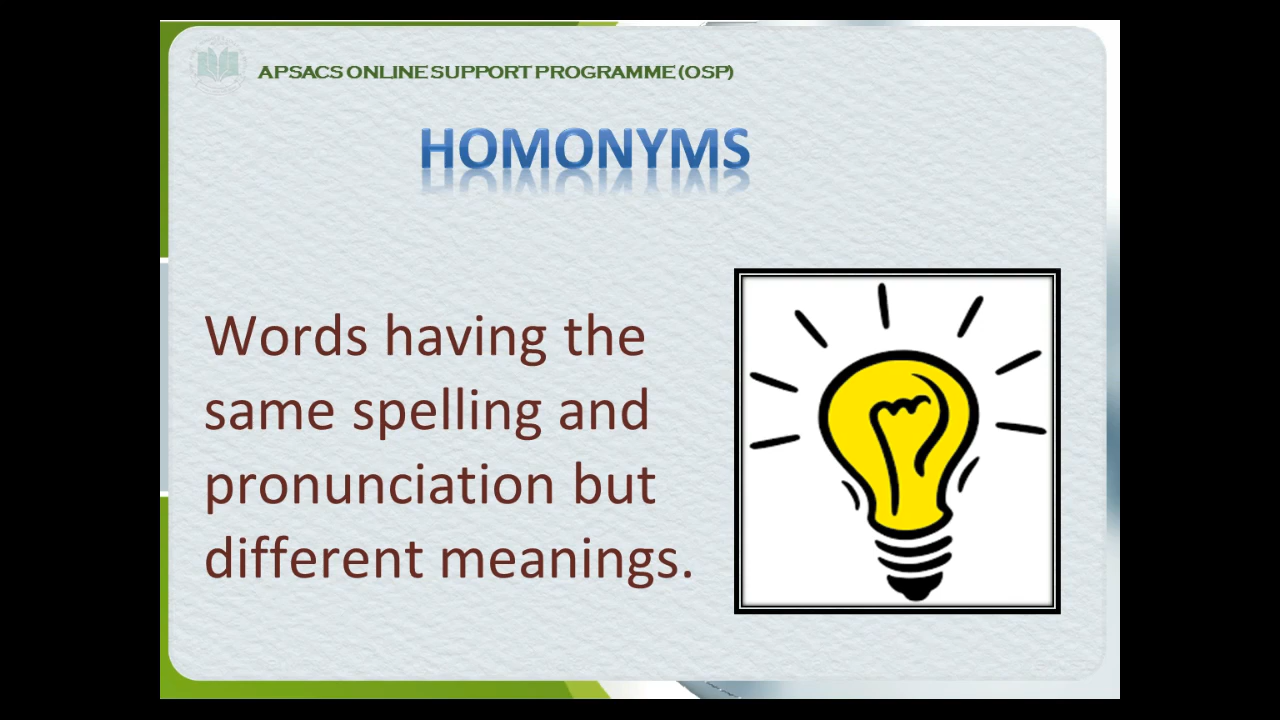 APSACS ONLINE SUPPORT PROGRAMME (OSP)
HOMONYMS
Words having the
same spelling and
pronunciation but
different meanings.